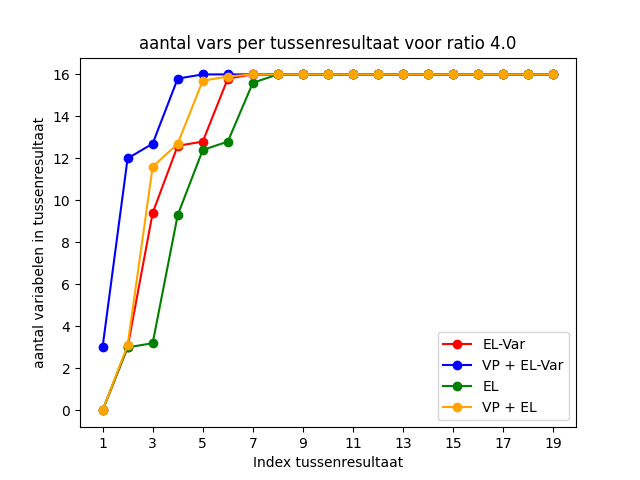 aantal vars per tussenresultaat voor ratio 4.0
aantal variabelen in tussenresultaat
16
14
12
10
8
6
4
2
0
EL-Var
VP + EL-Var
EL
VP + EL
1 3 5 7 9 11 13 15 17 19
Index tussenresultaat